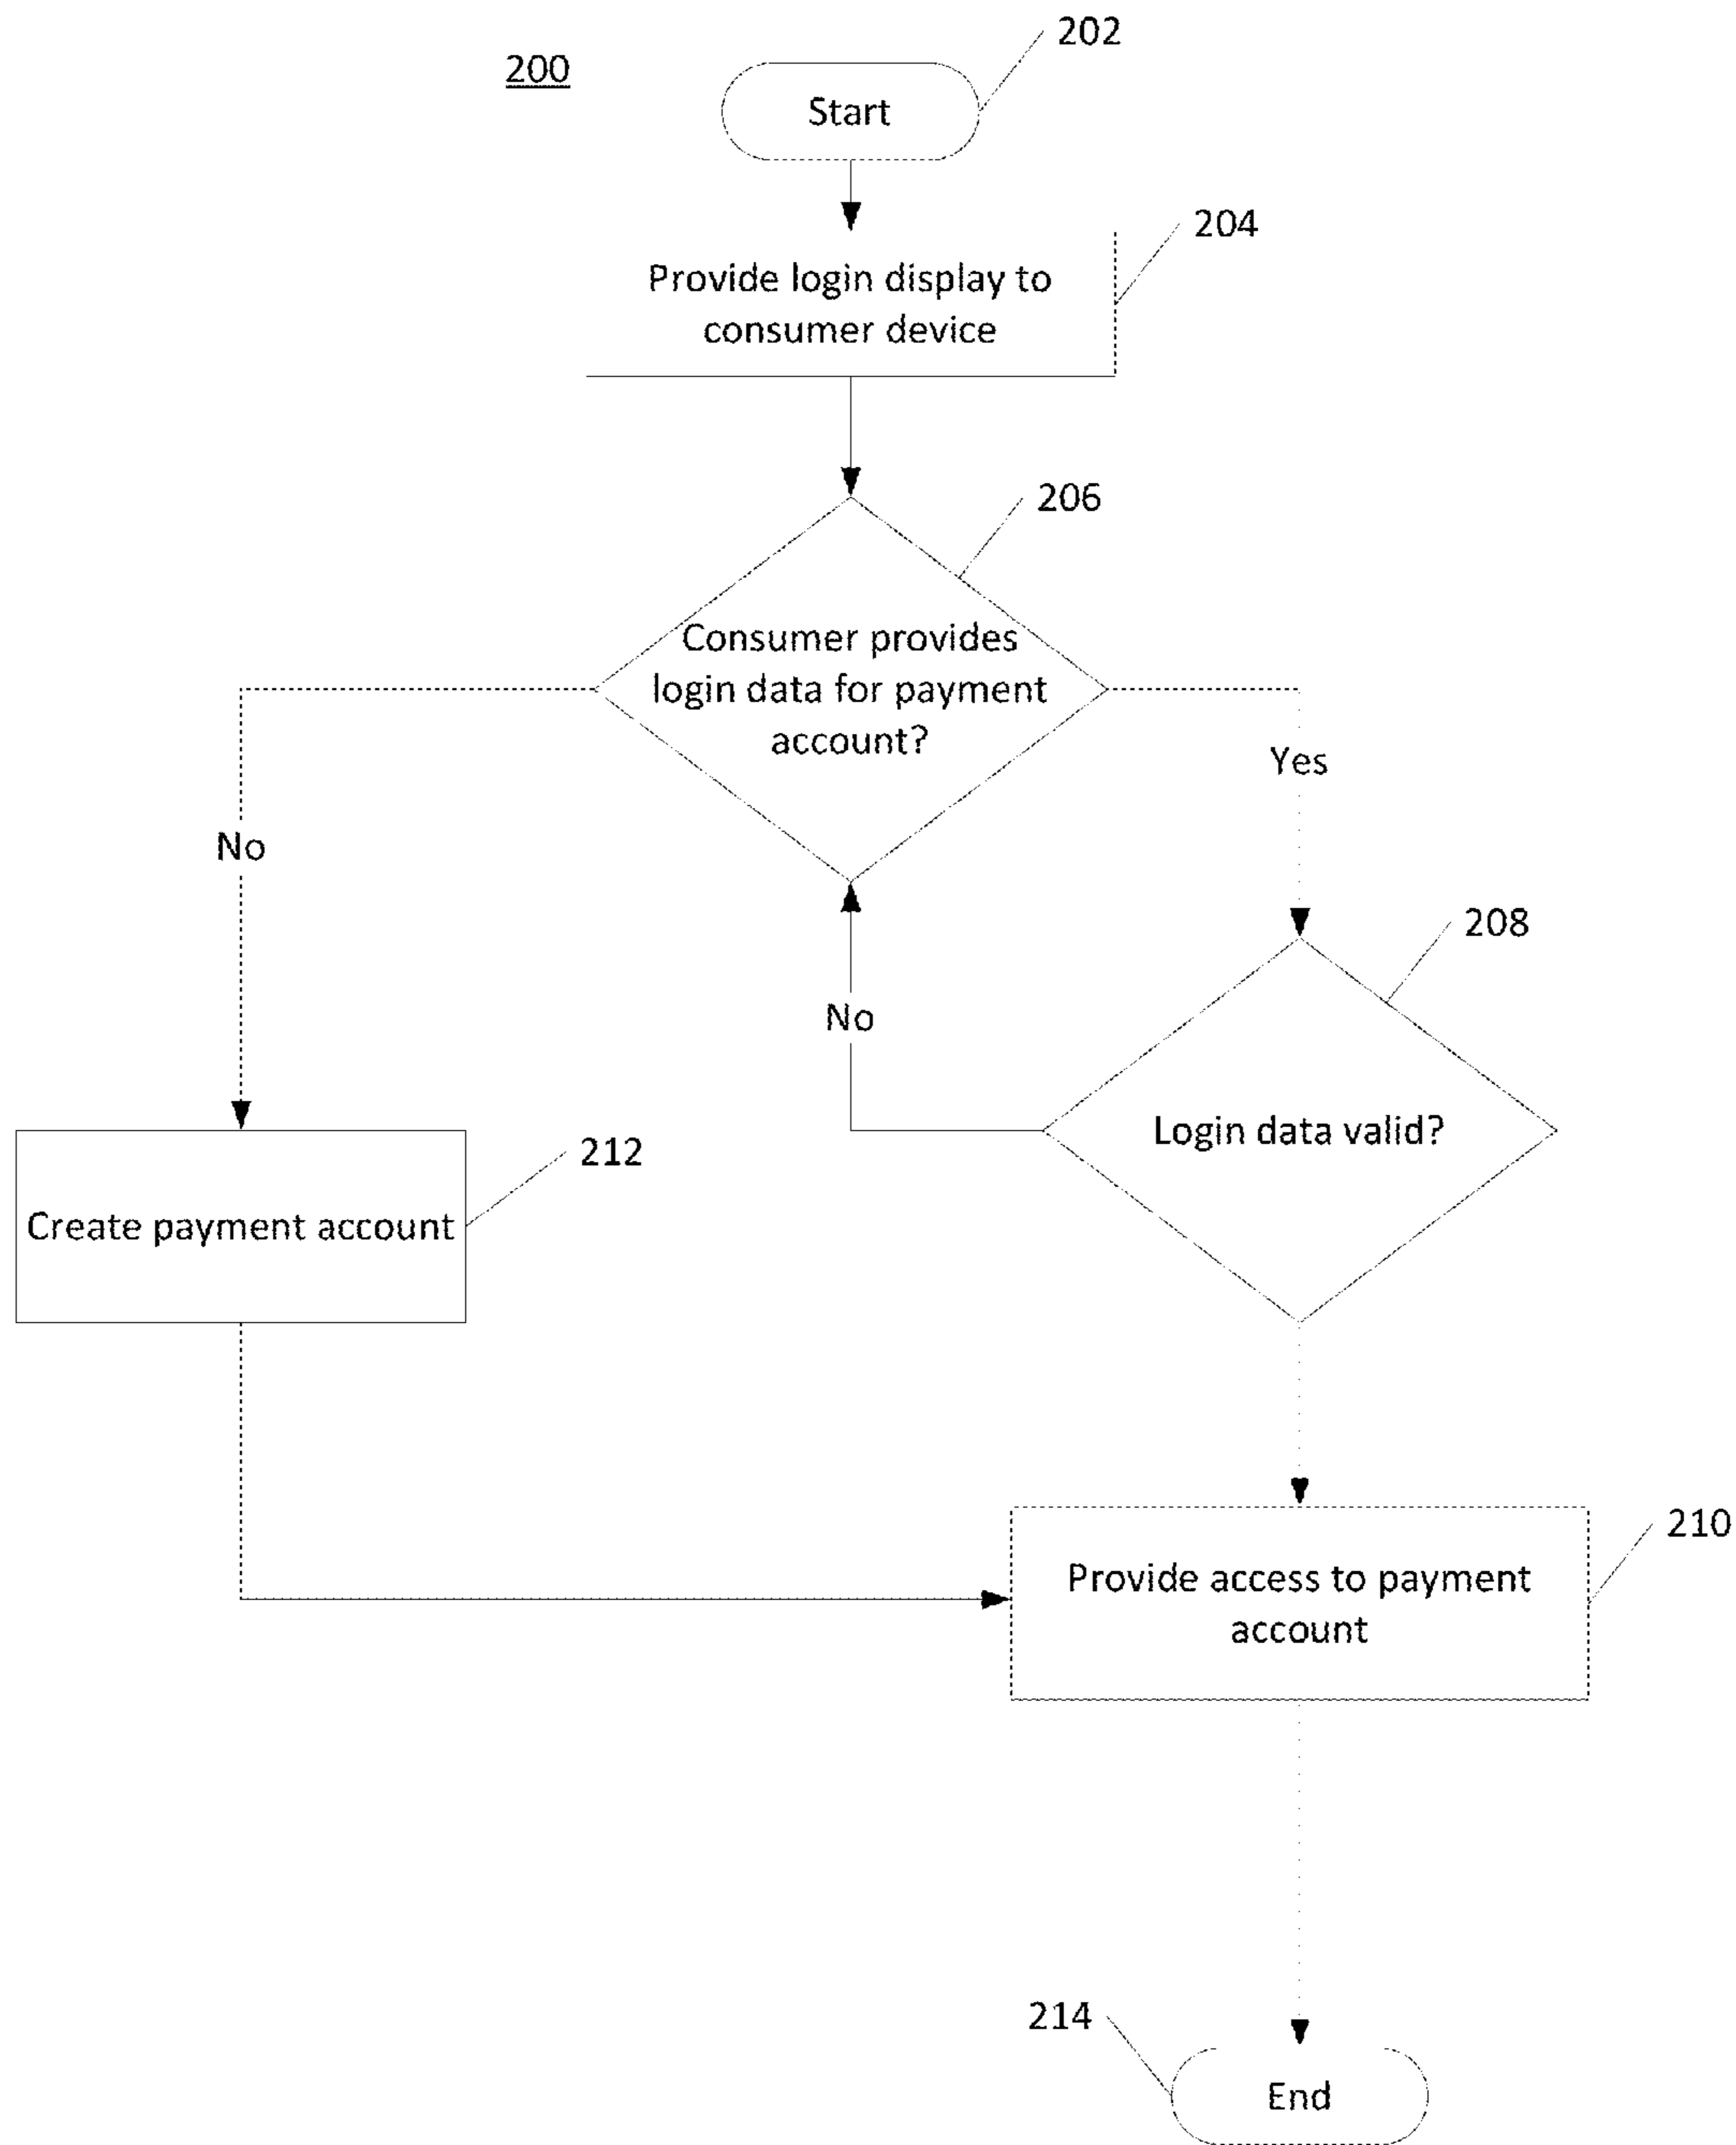 202
200
Start
204
Provide login display to
consumer device
206
Consumer provides
login data for payment
account?
Yes
No
208
No
Login data valid?
212
Create payment account
210
Provide access to payment
account
214
End